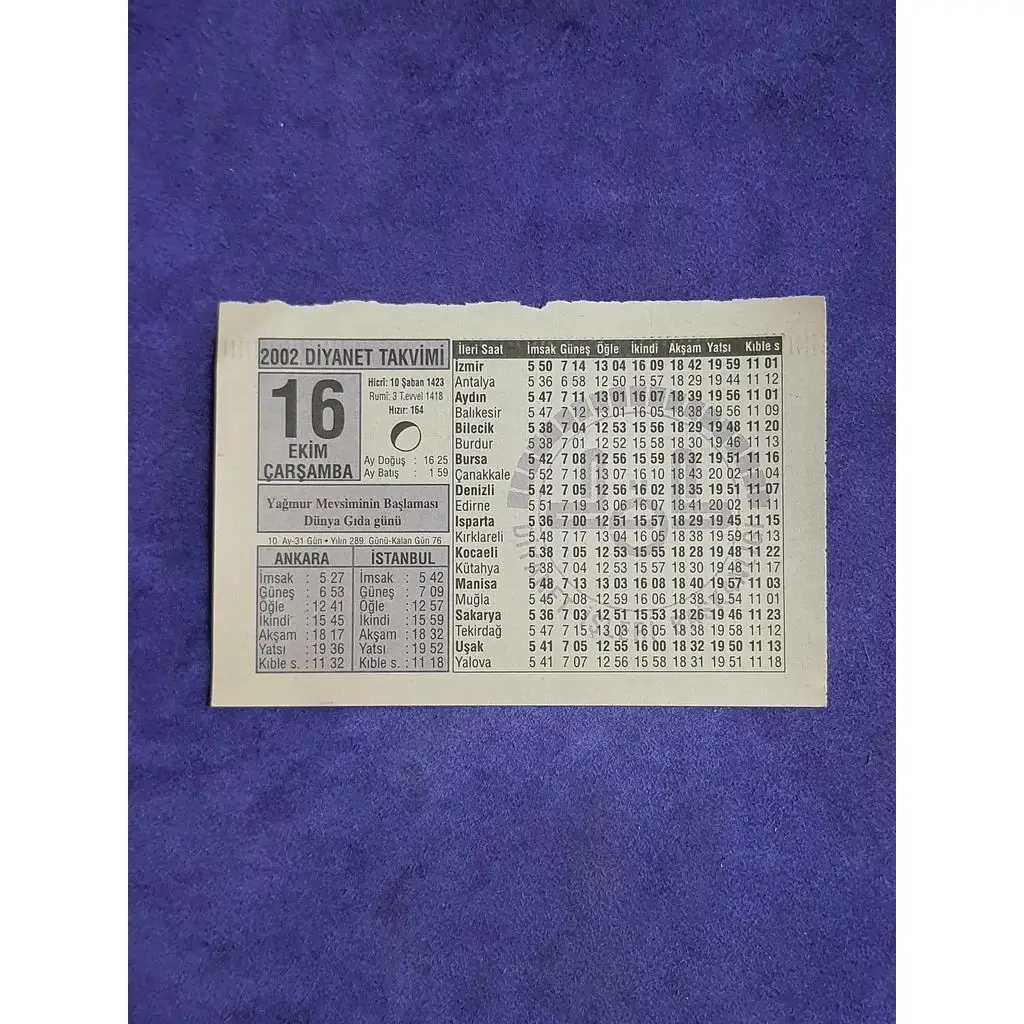 2002 DİYANET TAKVİMİ
16
EKİM
ÇARŞAMBA
Hicrî: 10 Şaban 1423
Rumî: 3 T.evvel 1418
Hızır: 164
Ay Doğuş : 16 25
Ay Batış : 1 59
Yağmur Mevsiminin Başlaması
Dünya Gıda günü
10. Ay-31 Gün • Yılın 289. Günü-Kalan Gün 76
ANKARA
İmsak : 5 27
Güneş : 6 53
Öğle : 12 41
İkindi : 15 45
Akşam : 18 17
Yatsı : 19 36
Kıble s. : 11 32
İSTANBUL
İmsak : 5 42
Güneş : 7 09
Öğle : 12 57
İkindi : 15 59
Akşam : 18 32
Yatsı : 19 52
Kıble s. : 11 18
İleri Saat İmsak Güneş Öğle İkindi Akşam Yatsı Kıble s
İzmir 5 50 7 14 13 04 16 09 18 42 19 59 11 01
Antalya 5 36 6 58 12 50 15 57 18 29 19 44 11 12
Aydın 5 47 7 11 13 01 16 07 18 39 19 56 11 01
Balıkesir 5 47 7 12 13 01 16 05 18 38 19 56 11 09
Bilecik 5 38 7 04 12 53 15 56 18 29 19 48 11 20
Burdur 5 38 7 01 12 52 15 58 18 30 19 46 11 13
Bursa 5 42 7 08 12 56 15 59 18 32 19 51 11 16
Çanakkale 5 52 7 18 13 07 16 10 18 43 20 02 11 04
Denizli 5 42 7 05 12 56 16 02 18 35 19 51 11 07
Edirne 5 51 7 19 13 06 16 07 18 41 20 02 11 11
Isparta 5 36 7 00 12 51 15 57 18 29 19 45 11 15
Kırklareli 5 48 7 17 13 04 16 05 18 38 19 59 11 13
Kocaeli 5 38 7 05 12 53 15 55 18 28 19 48 11 22
Kütahya 5 38 7 04 12 53 15 57 18 30 19 48 11 17
Manisa 5 48 7 13 13 03 16 08 18 40 19 57 11 03
Muğla 5 45 7 08 12 59 16 06 18 38 19 54 11 01
Sakarya 5 36 7 03 12 51 15 53 18 26 19 46 11 23
Tekirdağ 5 47 7 15 13 03 16 05 18 38 19 58 11 12
Uşak 5 41 7 05 12 55 16 00 18 32 19 50 11 13
Yalova 5 41 7 07 12 56 15 58 18 31 19 51 11 18